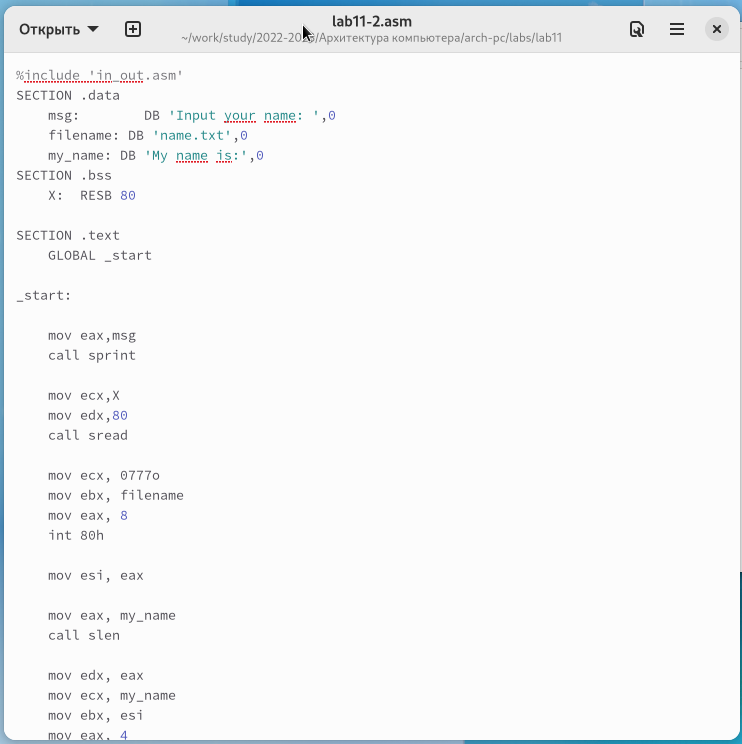 lab11-2.asm
Открыть
~/work/study/2022-2023/Архитектура компьютера/arch-pc/labs/lab11
%include 'in_out.asm'
SECTION .data
    msg:        DB 'Input your name: ',0
    filename: DB 'name.txt',0
    my_name: DB 'My name is:',0
SECTION .bss
    X:  RESB 80
SECTION .text
    GLOBAL _start
_start:
    mov eax,msg
    call sprint
    mov ecx,X
    mov edx,80
    call sread
    mov ecx, 0777o
    mov ebx, filename
    mov eax, 8
    int 80h
    mov esi, eax
    mov eax, my_name
    call slen
    mov edx, eax
    mov ecx, my_name
    mov ebx, esi
    mov eax, 4